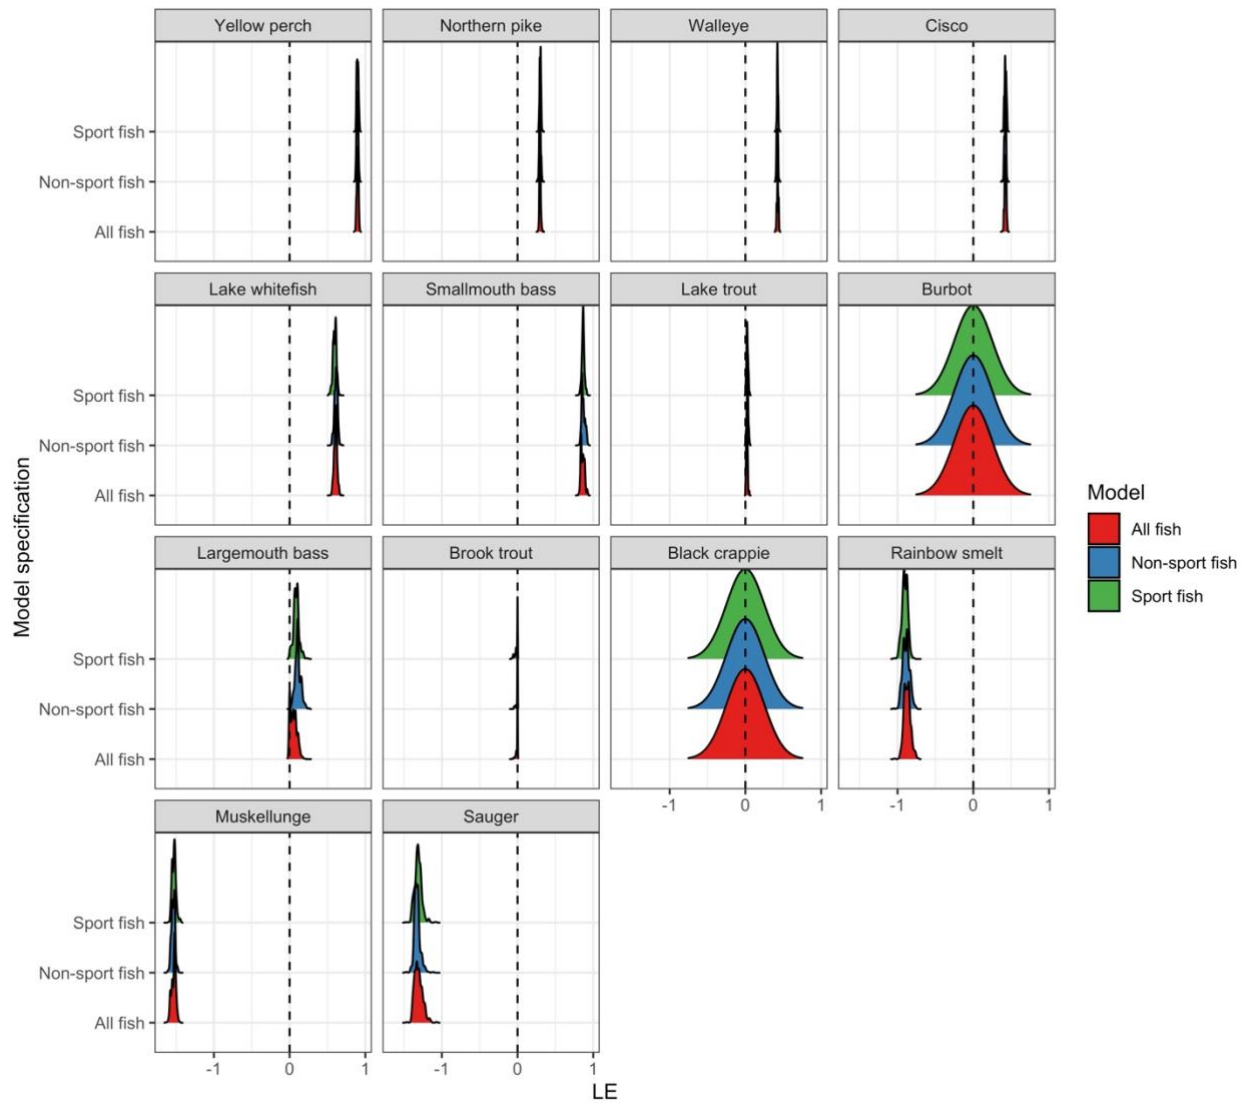 Yellow perch
Northern pike
Walleye
Cisco
Sport fish
Non-sport fish
All fish
Lake whitefish
Smallmouth bass
Lake trout
Burbot
Sport fish
Non-sport fish
All fish
Largemouth bass
Brook trout
Black crappie
Rainbow smelt
Sport fish
Non-sport fish
All fish
-1 0 1
-1 0 1
Muskellunge
Sauger
Sport fish
Non-sport fish
All fish
-1 0 1
-1 0 1
LE
Model specification
Model
All fish
Non-sport fish
Sport fish